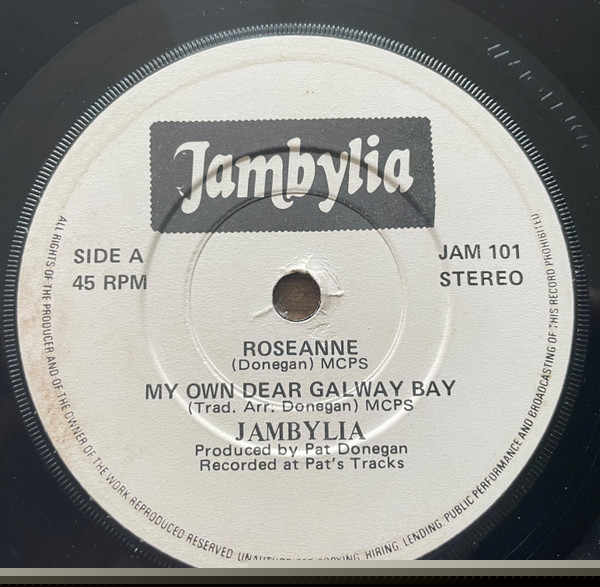 Jambylia
SIDE A
45 RPM
JAM 101
STEREO
ROSEANNE
(Donegan) MCPS
MY OWN DEAR GALWAY BAY
(Trad. Arr. Donegan) MCPS
JAMBYLIA
Produced by Pat Donegan
Recorded at Pat's Tracks
ALL RIGHTS OF THE PRODUCER AND OF THE OWNER OF THE WORK REPRODUCED RESERVED HIRING, LENDING, PUBLIC PERFORMANCE AND BROADCASTING OF THIS RECORD PROHIBITED